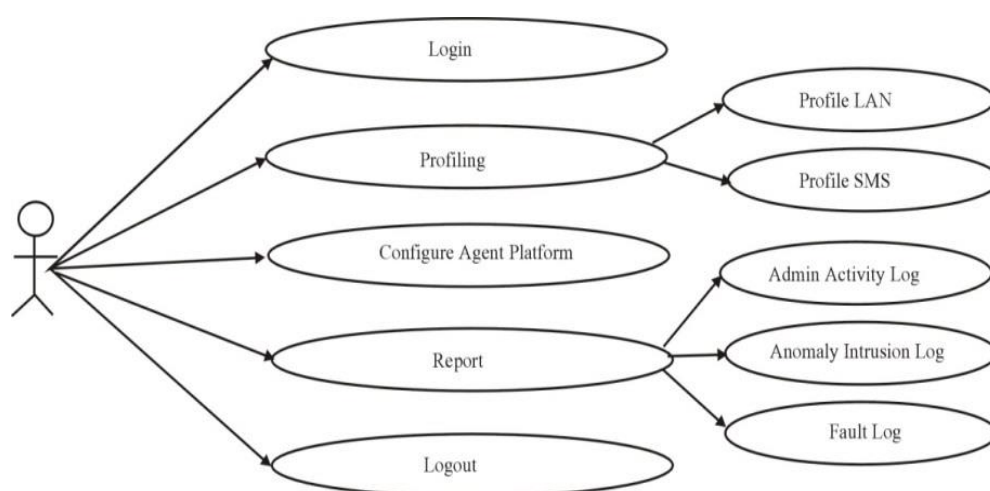 Login
Profiling
Profile LAN
Profile SMS
Configure Agent Platform
Report
Admin Activity Log
Anomaly Intrusion Log
Fault Log
Logout